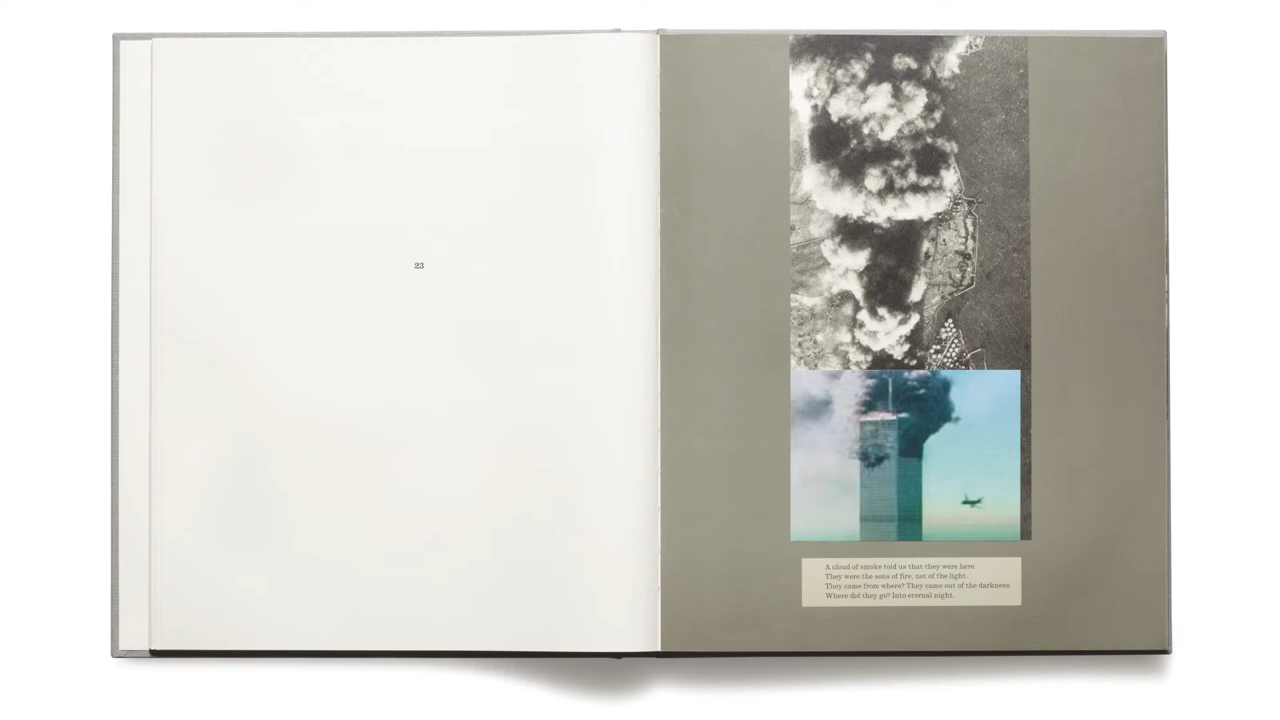 23
A cloud of smoke told us that they were here.
They were the sons of fire, not of the light.
They came from where? They came out of the darkness.
Where did they go? Into eternal night.